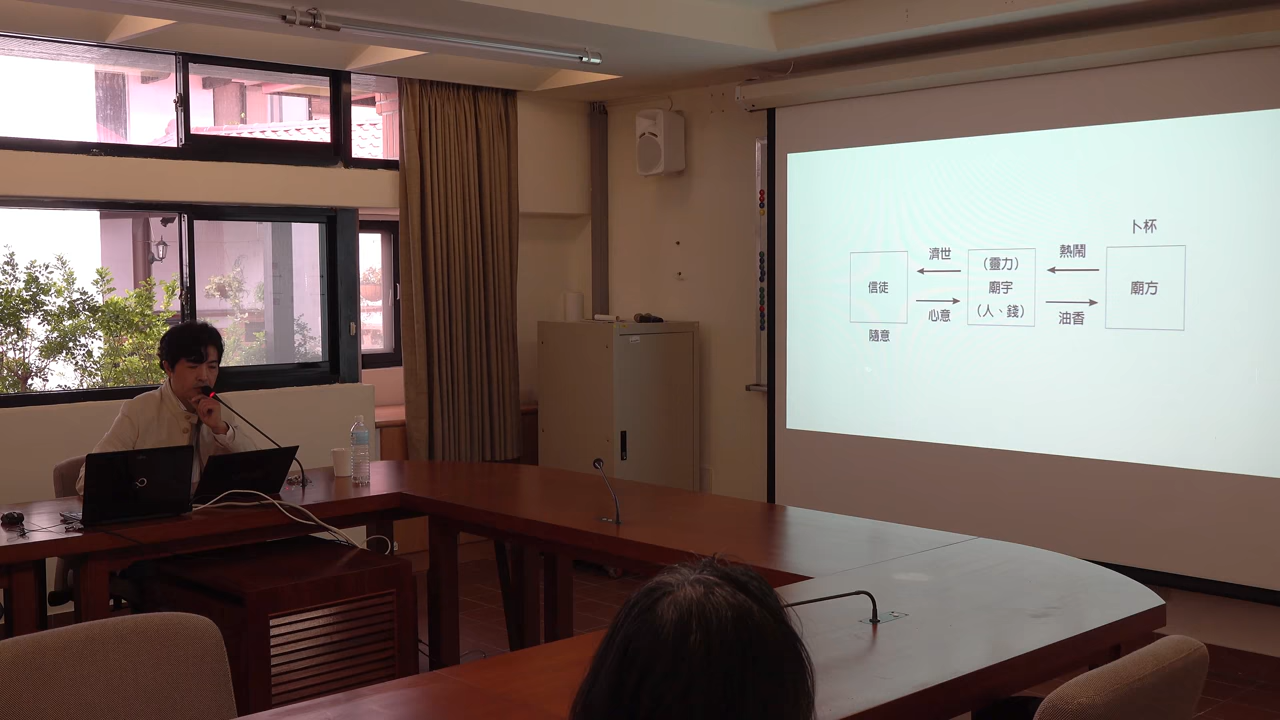 卜杯
濟世
熱鬧
(靈力)
信徒
廟宇
廟方
(人、錢)
心意
油香
隨意